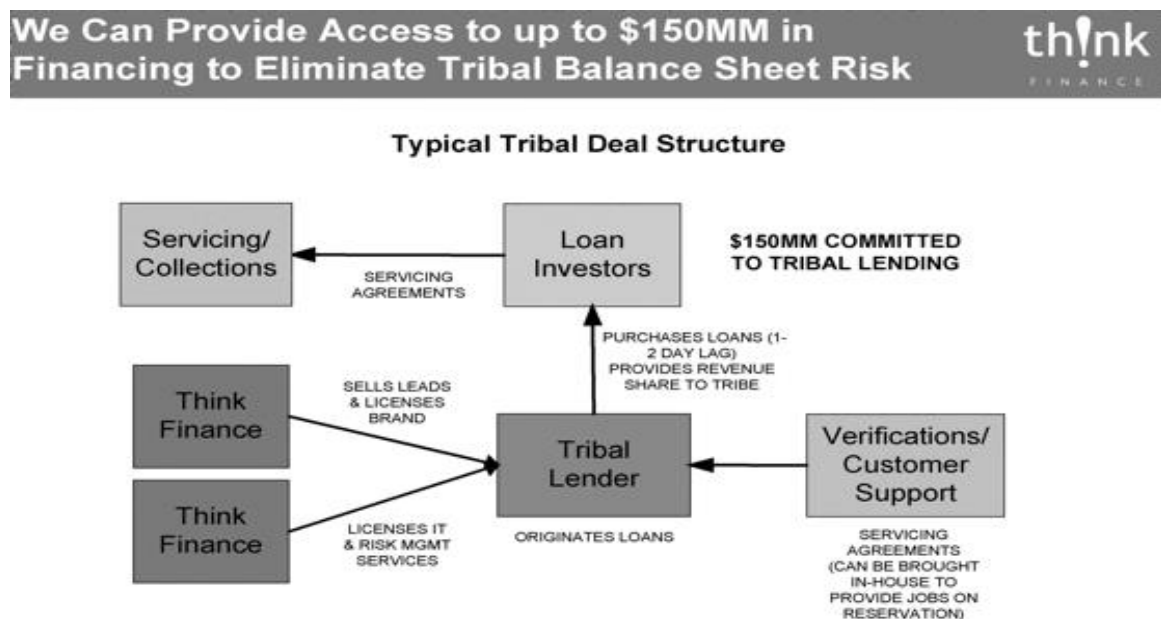 We Can Provide Access to up to $150MM in
Financing to Eliminate Tribal Balance Sheet Risk
th!nk
FINANCE
Typical Tribal Deal Structure
Servicing/
Collections
SERVICING
AGREEMENTS
Loan
Investors
$150MM COMMITTED
TO TRIBAL LENDING
PURCHASES LOANS (1-
2 DAY LAG)
PROVIDES REVENUE
SHARE TO TRIBE
Think
Finance
SELLS LEADS
& LICENSES
BRAND
Think
Finance
LICENSES IT
& RISK MGMT
SERVICES
Tribal
Lender
ORIGINATES LOANS
Verifications/
Customer
Support
SERVICING
AGREEMENTS
(CAN BE BROUGHT
IN-HOUSE TO
PROVIDE JOBS ON
RESERVATION)